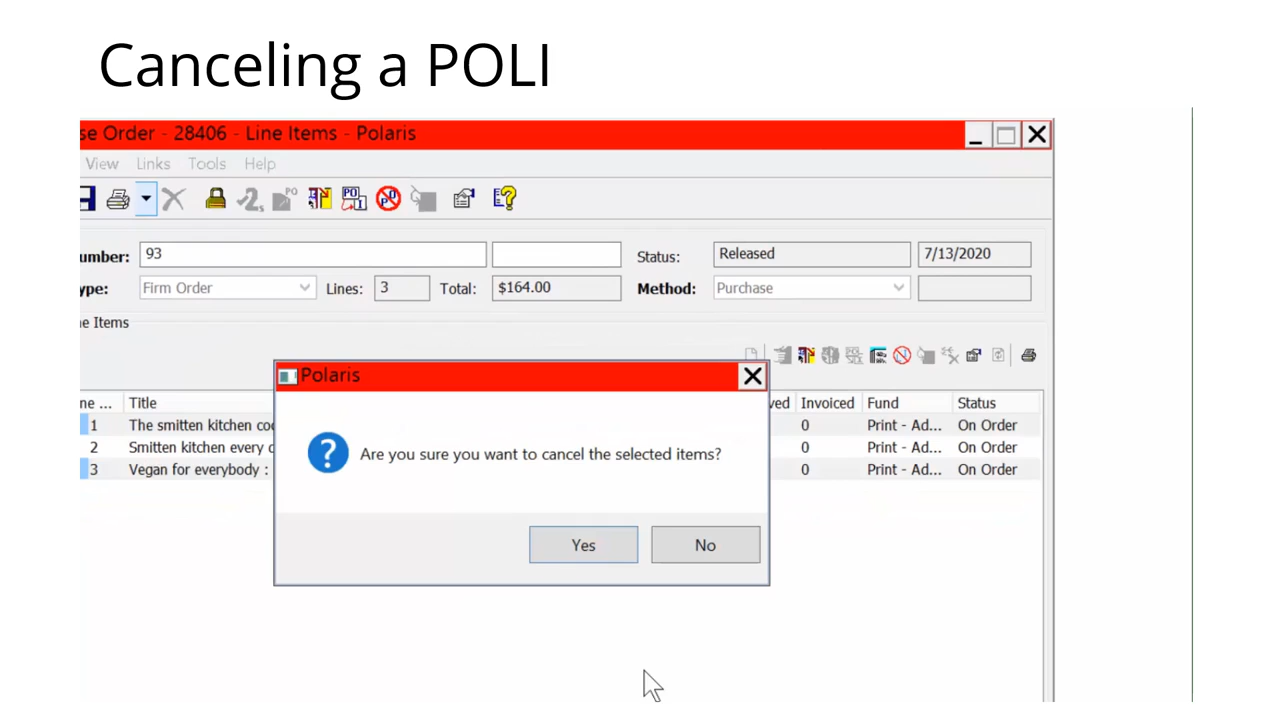 Canceling a POLI
se Order - 28406 - Line Items - Polaris
View Links Tools Help
umber: 93 Status: Released 7/13/2020
ype: Firm Order Lines: 3 Total: $164.00 Method: Purchase
e Items
Polaris
ne ... Title ved Invoiced Fund Status
1 The smitten kitchen coo 0 Print - Ad... On Order
2 Smitten kitchen every d 0 Print - Ad... On Order
3 Vegan for everybody : 0 Print - Ad... On Order
Are you sure you want to cancel the selected items?
Yes No